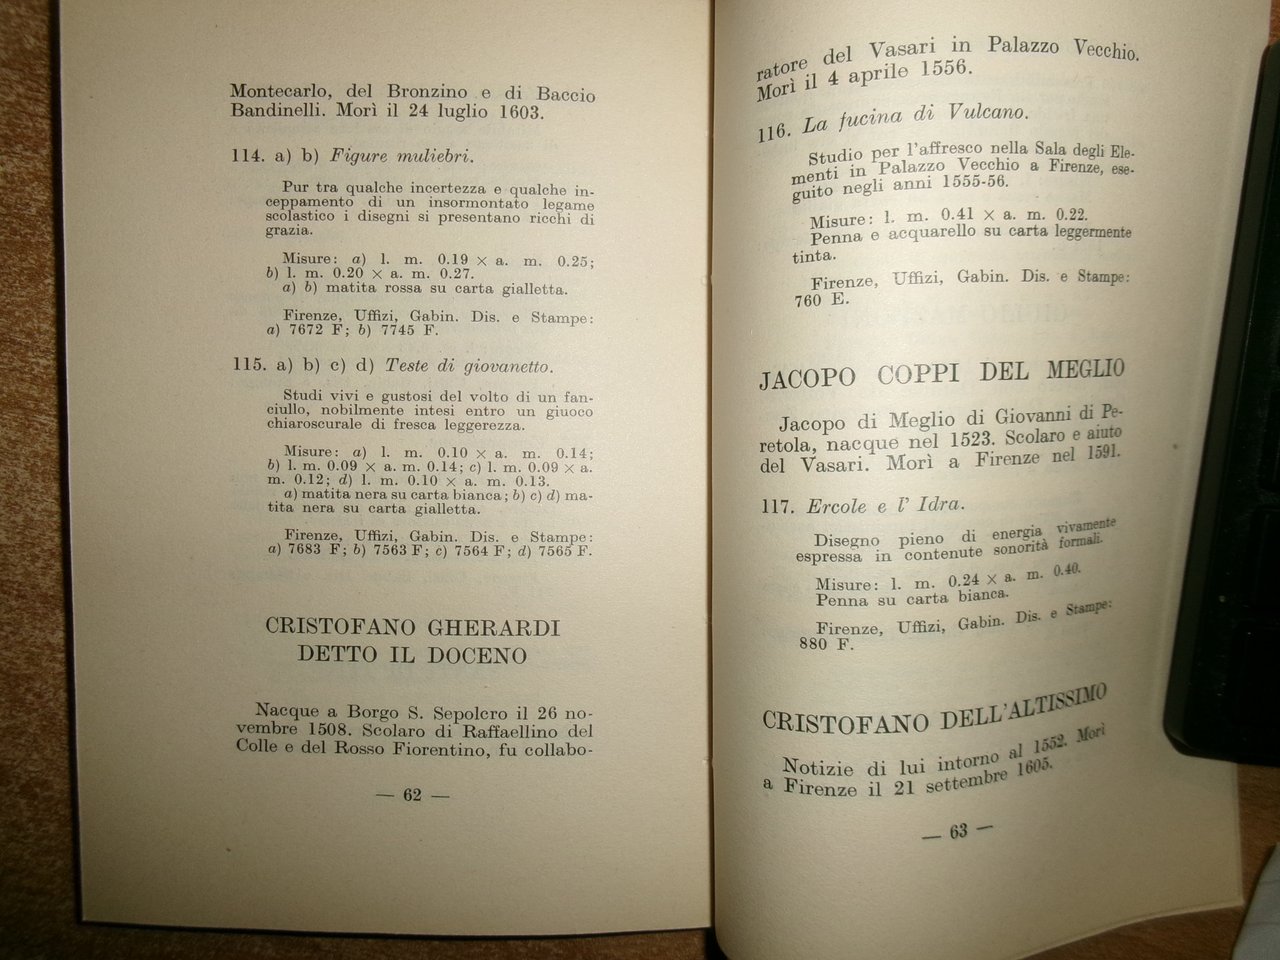 Montecarlo, del Bronzino e di Baccio
Bandinelli. Morì il 24 luglio 1603.
114. a) b) Figure muliebri.
Pur tra qualche incertezza e qualche in-
ceppamento di un insormontato legame
scolastico i disegni si presentano ricchi di
grazia.
Misure: a) l. m. 0.19 × a. m. 0.25;
b) l. m. 0.20 × a. m. 0.27.
a) b) matita rossa su carta gialletta.
Firenze, Uffizi, Gabin. Dis. e Stampe:
a) 7672 F; b) 7745 F.
115. a) b) c) d) Teste di giovanetto.
Studi vivi e gustosi del volto di un fan-
ciullo, nobilmente intesi entro un giuoco
chiaroscurale di fresca leggerezza.
Misure: a) l. m. 0.10 × a. m. 0.14;
b) l. m. 0.09 × a. m. 0.14; c) l. m. 0.09 × a.
m. 0.12; d) l. m. 0.10 × a. m. 0.13.
a) matita nera su carta bianca; b) c) d) ma-
tita nera su carta gialletta.
Firenze, Uffizi, Gabin. Dis. e Stampe:
a) 7683 F; b) 7563 F; c) 7564 F; d) 7565 F.
CRISTOFANO GHERARDI
DETTO IL DOCENO
Nacque a Borgo S. Sepolcro il 26 no-
vembre 1508. Scolaro di Raffaellino del
Colle e del Rosso Fiorentino, fu collabo-
— 62 —
ratore del Vasari in Palazzo Vecchio.
Morì il 4 aprile 1556.
116. La fucina di Vulcano.
Studio per l'affresco nella Sala degli Ele-
menti in Palazzo Vecchio a Firenze, ese-
guito negli anni 1555-56.
Misure: l. m. 0.41 × a. m. 0.22.
Penna e acquarello su carta leggermente
tinta.
Firenze, Uffizi, Gabin. Dis. e Stampe:
760 E.
JACOPO COPPI DEL MEGLIO
Jacopo di Meglio di Giovanni di Pe-
retola, nacque nel 1523. Scolaro e aiuto
del Vasari. Morì a Firenze nel 1591.
117. Ercole e l' Idra.
Disegno pieno di energia vivamente
espressa in contenute sonorità formali.
Misure: l. m. 0.24 × a. m. 0.40.
Penna su carta bianca.
Firenze, Uffizi, Gabin. Dis. e Stampe:
880 F.
CRISTOFANO DELL'ALTISSIMO
Notizie di lui intorno al 1552. Morì
a Firenze il 21 settembre 1605.
— 63 —